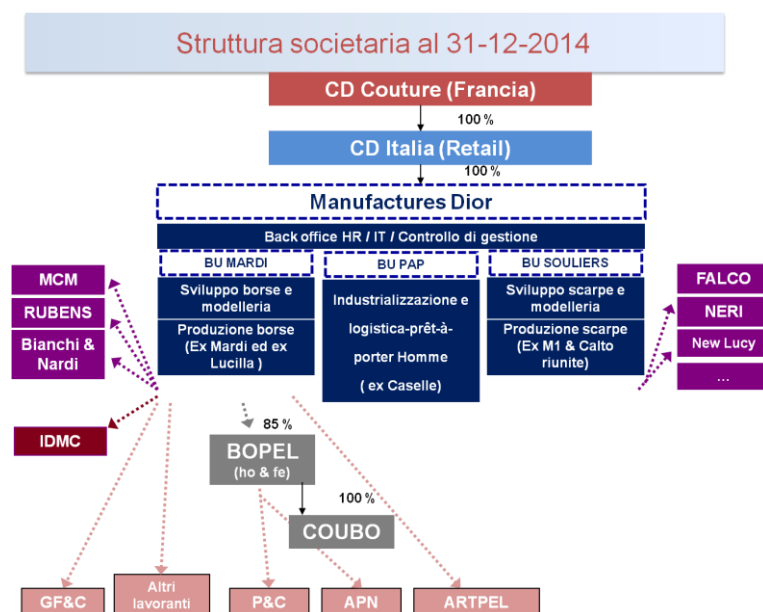 Struttura societaria al 31-12-2014
CD Couture (Francia)
100 %
CD Italia (Retail)
100 %
Manufactures Dior
Back office HR / IT / Controllo di gestione
BU MARDI
BU PAP
BU SOULIERS
MCM
RUBENS
Bianchi &
Nardi
Sviluppo borse e
modelleria
Produzione borse
(Ex Mardi ed ex
Lucilla )
Industrializzazione e
logistica-prêt-à-
porter Homme
( ex Caselle)
Sviluppo scarpe e
modelleria
Produzione scarpe
(Ex M1 & Calto
riunite)
FALCO
NERI
New Lucy
...
IDMC
85 %
BOPEL
(ho & fe)
100 %
COUBO
GF&C
Altri
lavoranti
P&C
APN
ARTPEL